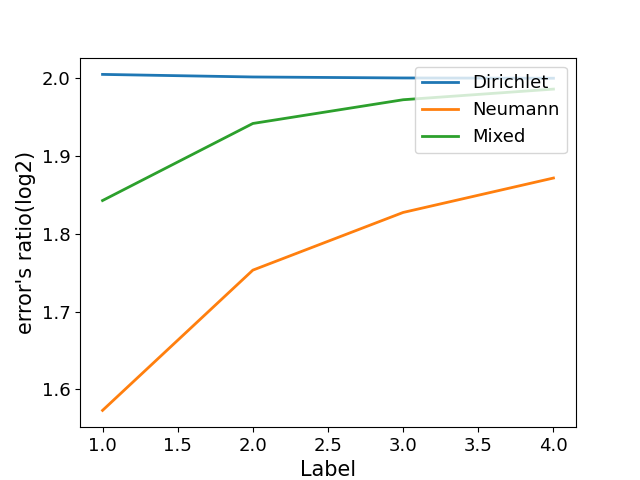 2.0
1.9
1.8
1.7
1.6
error's ratio(log2)
Dirichlet
Neumann
Mixed
1.0 1.5 2.0 2.5 3.0 3.5 4.0
Label